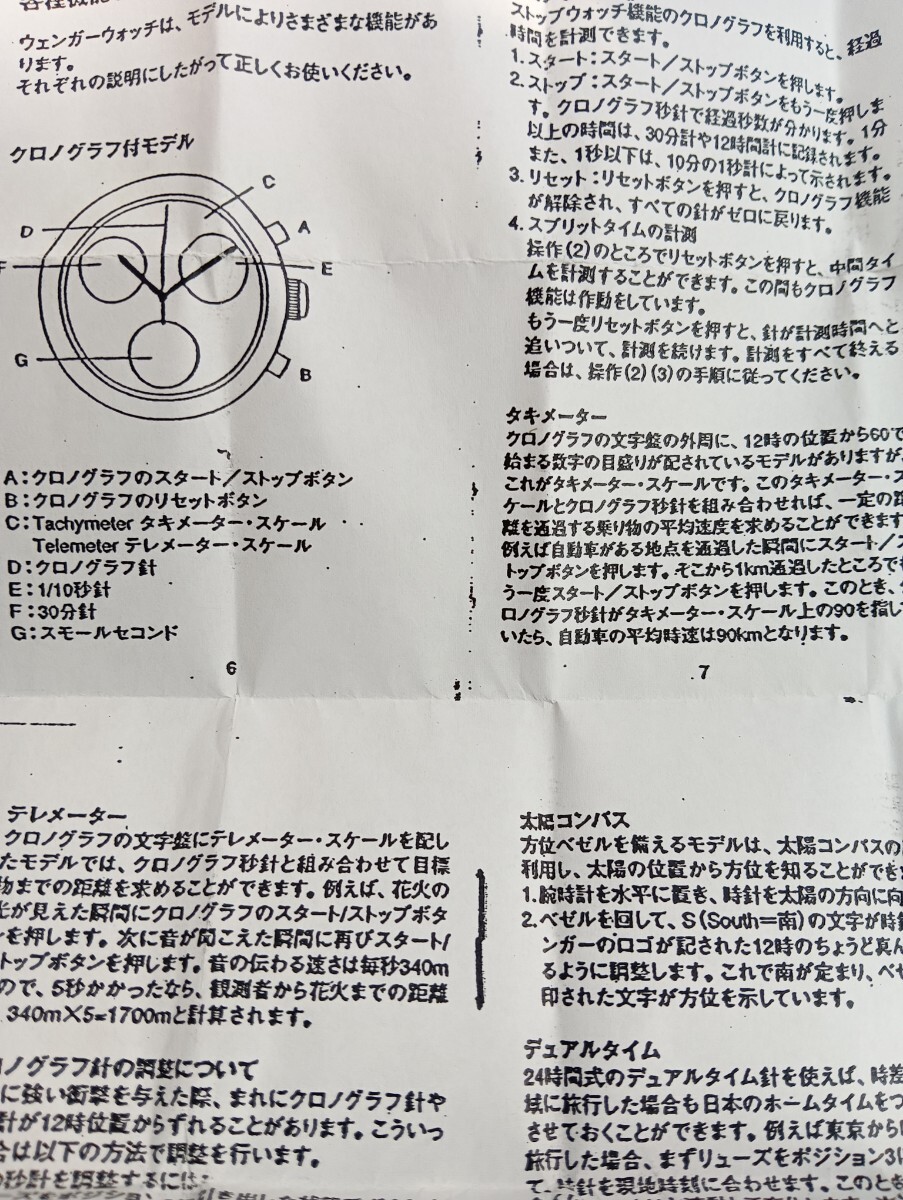 ウェンガーウォッチは、モデルによりさまざまな機能があ
ります。
それぞれの説明にしたがって正しくお使いください。
クロノグラフ付モデル
C
A
D
F
E
G
B
A:クロノグラフのスタート/ストップボタン
B:クロノグラフのリセットボタン
C:Tachymeter タキメーター・スケール
Telemeter テレメーター・スケール
D:クロノグラフ針
E:1/10秒針
F:30分針
G:スモールセコンド
6
ストップウォッチ機能のクロノグラフを利用すると、経過
時間を計測できます。
1.スタート:スタート/ストップボタンを押します。
2.ストップ:スタート/ストップボタンをもう一度押しま
す。クロノグラフ秒針で経過秒数が分かります。1分
以上の時間は、30分計や12時間計に記録されます。
また、1秒以下は、10分の1秒計によって示されます。
3.リセット:リセットボタンを押すと、クロノグラフ機能
が解除され、すべての針がゼロに戻ります。
4.スプリットタイムの計測
操作(2)のところでリセットボタンを押すと、中間タイ
ムを計測することができます。この間もクロノグラフ
機能は作動をしています。
もう一度リセットボタンを押すと、針が計測時間へと
追いついて、計測を続けます。計測をすべて終える
場合は、操作(2)(3)の手順に従ってください。
タキメーター
クロノグラフの文字盤の外周に、12時の位置から60で
始まる数字の目盛りが配されているモデルがありますが、
これがタキメーター・スケールです。このタキメーター・ス
ケールとクロノグラフ秒針を組み合わせれば、一定の距
離を通過する乗り物の平均速度を求めることができます
例えば自動車がある地点を通過した瞬間にスタート/ス
トップボタンを押します。そこから1km通過したところでも
う一度スタート/ストップボタンを押します。このとき、ク
ロノグラフ秒針がタキメーター・スケール上の90を指して
いたら、自動車の平均時速は90kmとなります。
7
テレメーター
クロノグラフの文字盤にテレメーター・スケールを配し
たモデルでは、クロノグラフ秒針と組み合わせて目標
物までの距離を求めることができます。例えば、花火の
光が見えた瞬間にクロノグラフのスタート/ストップボタ
ンを押します。次に音が聞こえた瞬間に再びスタート/
トップボタンを押します。音の伝わる速さは毎秒340m
ので、5秒かかったなら、観測者から花火までの距離
340m×5=1700mと計算されます。
ロノグラフ針の調整について
に強い衝撃を与えた際、まれにクロノグラフ針や
計が12時位置からずれることがあります。こういっ
合は以下の方法で調整を行います。
の秒針を調整するには:
太陽コンパス
方位ベゼルを備えるモデルは、太陽コンパスの
利用し、太陽の位置から方位を知ることができ
1.腕時計を水平に置き、時針を太陽の方向に向
2.ベゼルを回して、S(South=南)の文字が時針
ンガーのロゴが記された12時のちょうど真ん
るように調整します。これで南が定まり、ベゼ
印された文字が方位を示しています。
デュアルタイム
24時間式のデュアルタイム針を使えば、時差
域に旅行した場合も日本のホームタイムをつ
させておくことができます。例えば東京から
旅行した場合、まずリューズをポジション3に
て、時針を現地時刻に合わせます。このとき